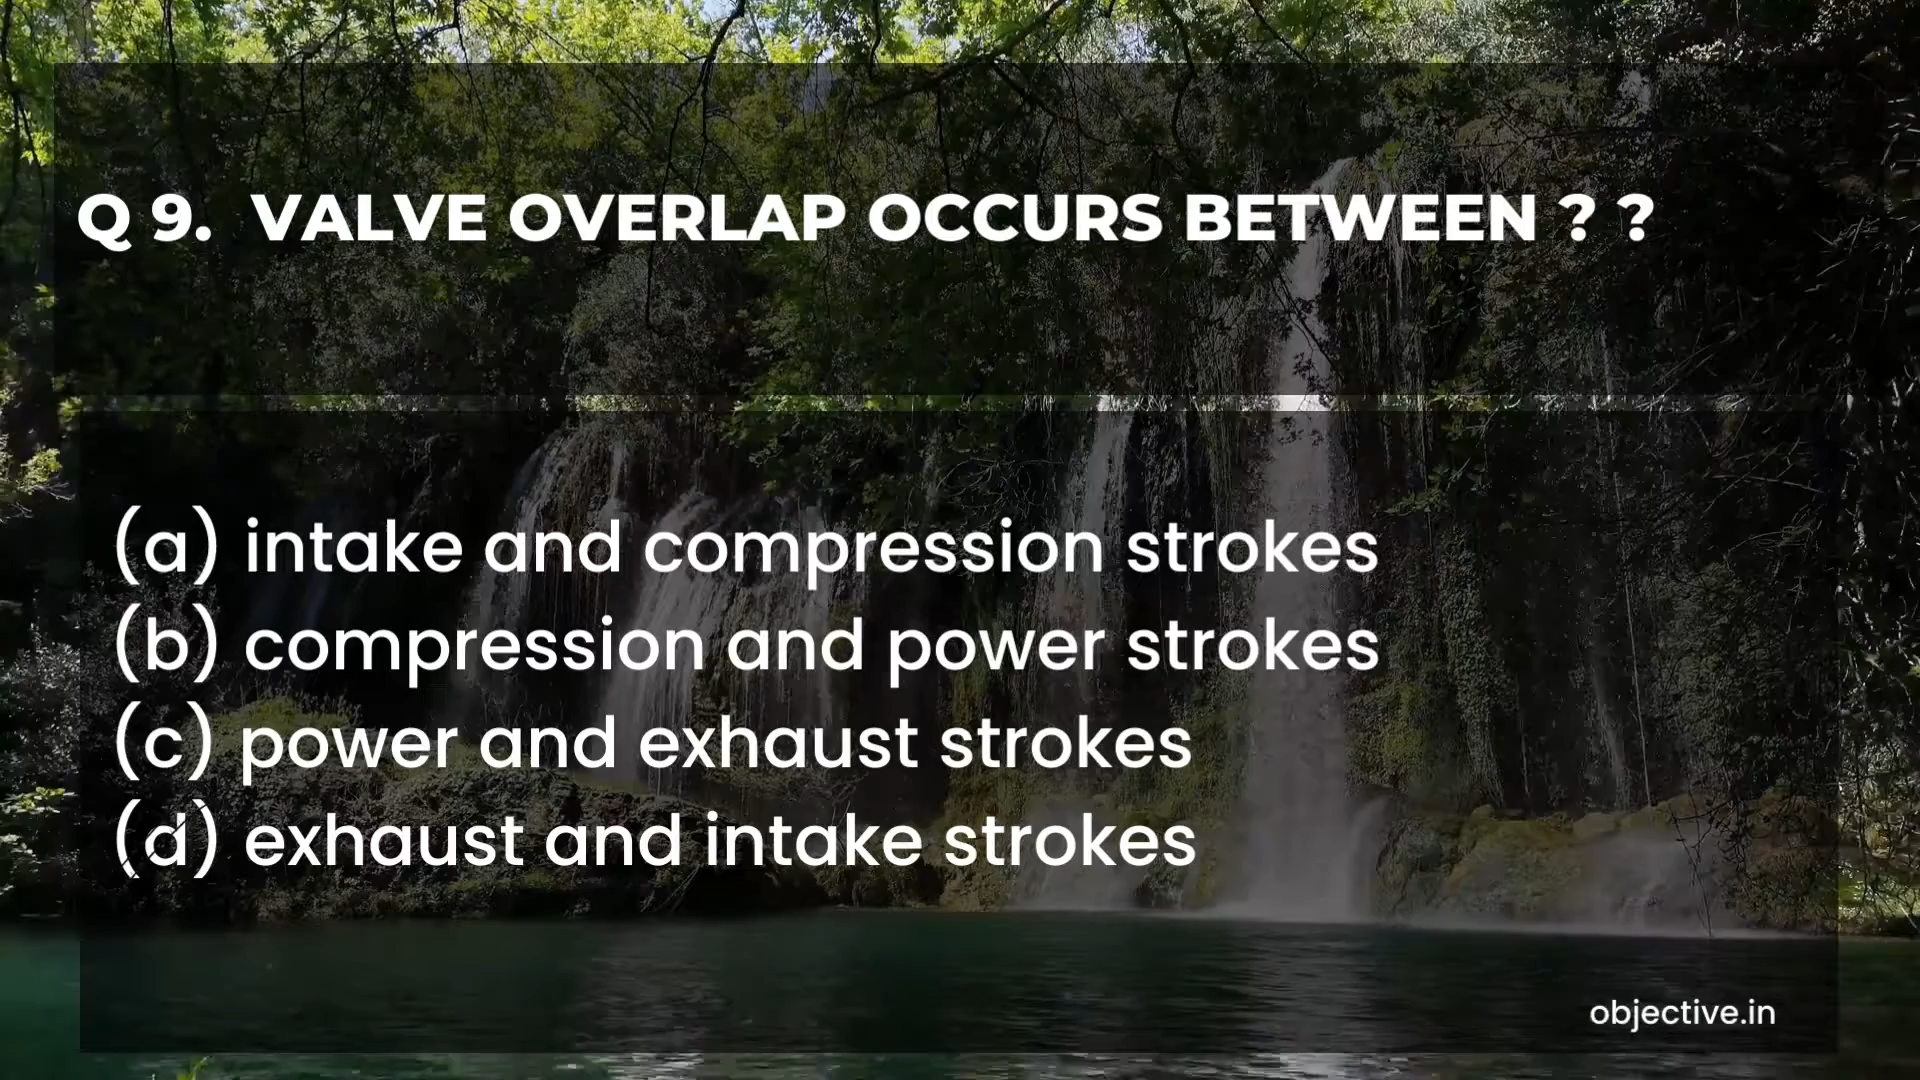 Q 9. VALVE OVERLAP OCCURS BETWEEN ? ?
(a) intake and compression strokes
(b) compression and power strokes
(c) power and exhaust strokes
(d) exhaust and intake strokes
objective.in